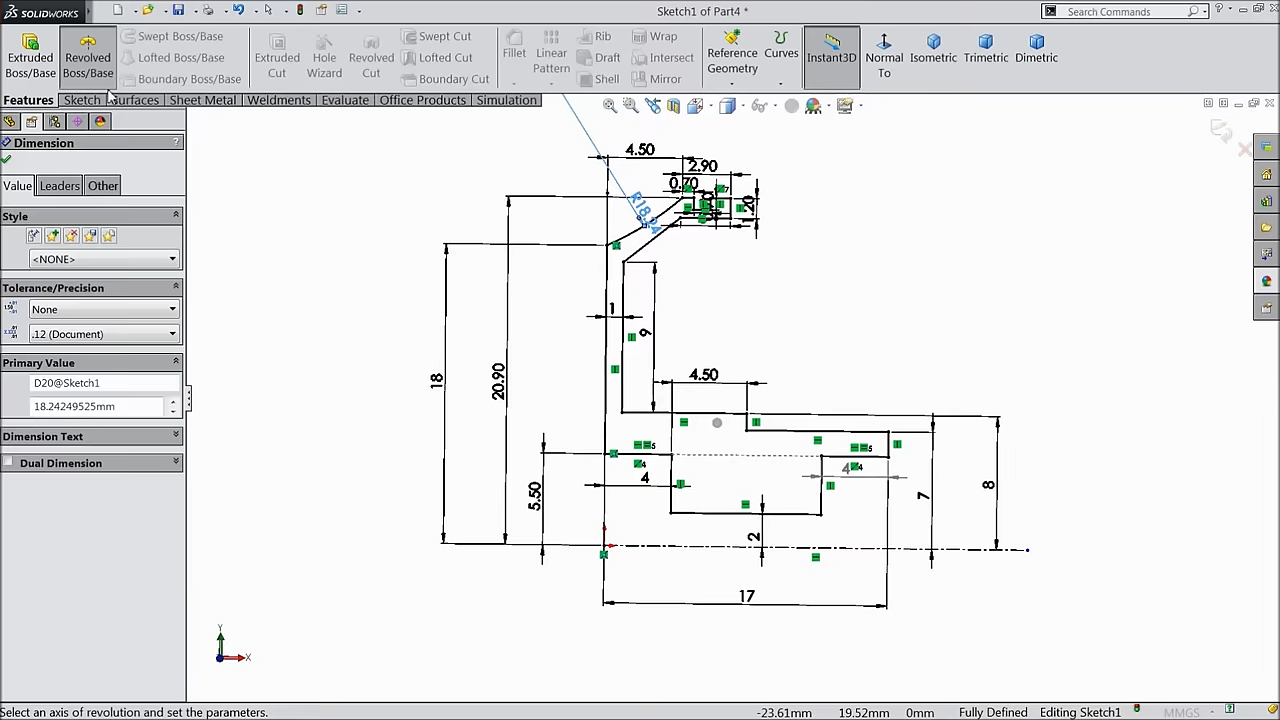 SOLIDWORKS
Sketch1 of Part4 *
Search Commands
Extruded Boss/Base
Revolved Boss/Base
Swept Boss/Base
Lofted Boss/Base
Boundary Boss/Base
Extruded Cut
Hole Wizard
Revolved Cut
Swept Cut
Lofted Cut
Boundary Cut
Fillet
Linear Pattern
Rib
Draft
Shell
Wrap
Intersect
Mirror
Reference Geometry
Curves
Instant3D
Normal To
Isometric
Trimetric
Dimetric
Features
Sketch
Surfaces
Sheet Metal
Weldments
Evaluate
Office Products
Simulation
Dimension
?
Value
Leaders
Other
Style
<NONE>
Tolerance/Precision
None
.12 (Document)
Primary Value
D20@Sketch1
18.24249525mm
Dimension Text
Dual Dimension
4.50
2.90
0.70
1.20
R18.24
18
20.90
1
9
4.50
5.50
4
4
2
7
8
17
Y
X
Select an axis of revolution and set the parameters.
-23.61mm
19.52mm
0mm
Fully Defined
Editing Sketch1
MMGS